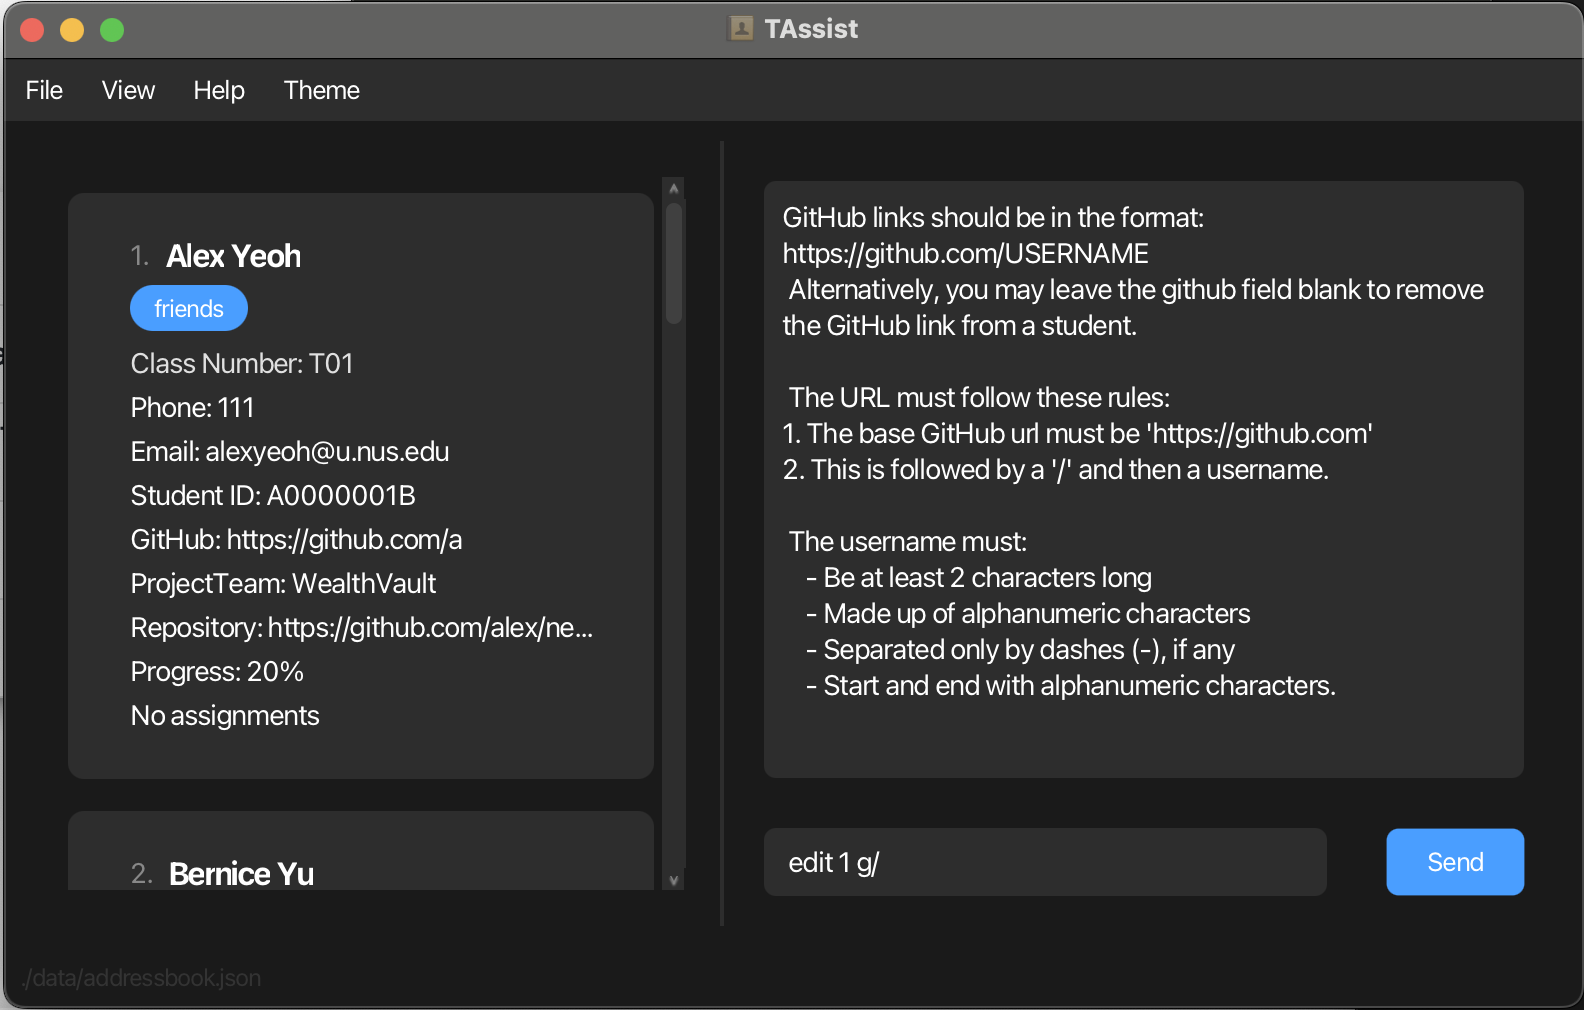 TAssist
File View Help Theme
1. Alex Yeoh
friends
Class Number: T01
Phone: 111
Email: alexyeoh@u.nus.edu
Student ID: A0000001B
GitHub: https://github.com/a
ProjectTeam: WealthVault
Repository: https://github.com/alex/ne...
Progress: 20%
No assignments
2. Bernice Yu
GitHub links should be in the format:
https://github.com/USERNAME
Alternatively, you may leave the github field blank to remove
the GitHub link from a student.
The URL must follow these rules:
1. The base GitHub url must be 'https://github.com'
2. This is followed by a '/' and then a username.
The username must:
- Be at least 2 characters long
- Made up of alphanumeric characters
- Separated only by dashes (-), if any
- Start and end with alphanumeric characters.
edit 1 g/
Send
./data/addressbook.json